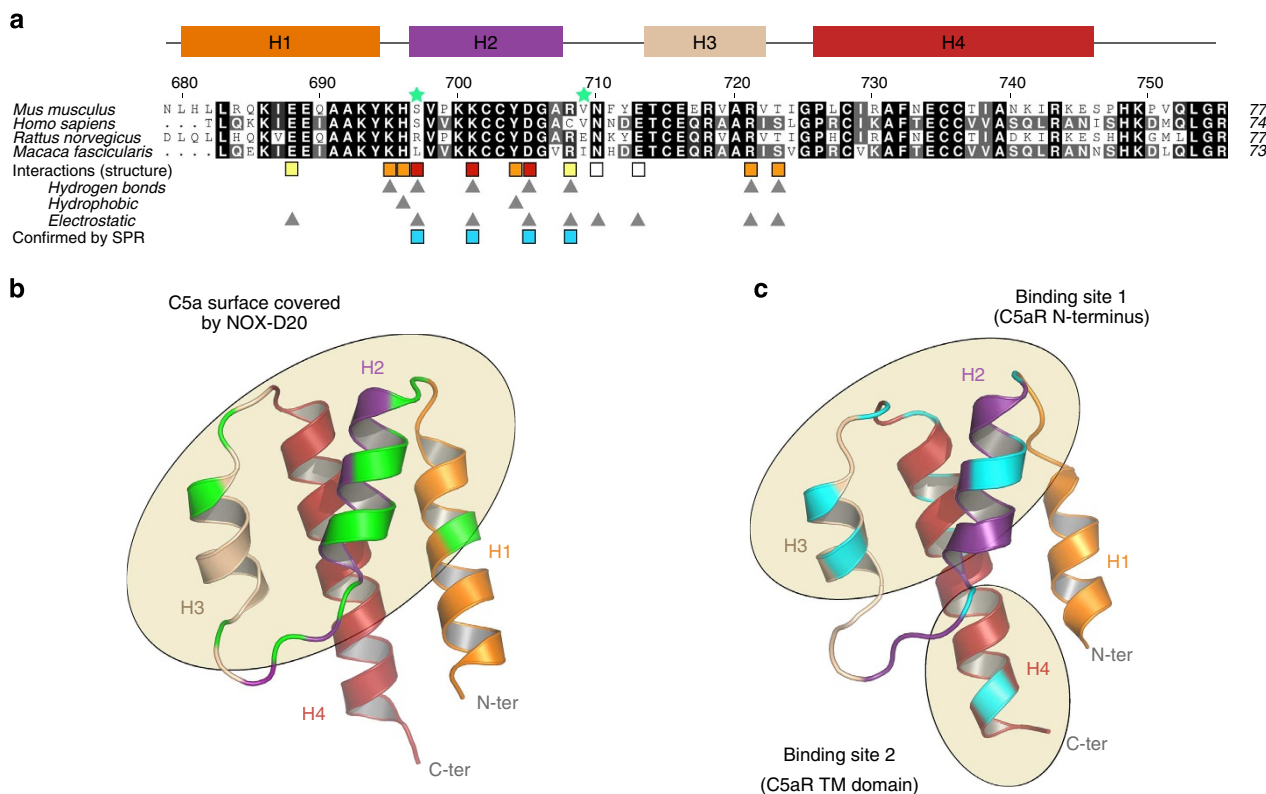 a
H1 H2 H3 H4
680 690 700 710 720 730 740 750
Mus musculus NLHLLRQKIEEQAAKYKHSVPKKCCYDGARVNFYETCEERVARVTIGPLCIRAFNECCTIANKIRKESPHKPVQLGR 77
Homo sapiens ...TLQKKIEEIAAKYKHSVVKKCCYDGACVNNDETCEQRAARISLGPRCIKAFTECCVVASQLRANISHKDMQLGR 74
Rattus norvegicus DLQLLHQKVEEQAAKYKHRVPKKCCYDGARENKYETCEQRVARVTIGPHCIRAFNECCTIADKIRKESHHKGMLLGR 77
Macaca fascicularis ....LQEKIEEIAAKYKHLVVKKCCYDGVRINHDETCEQRAARISVGPRCVKAFTECCVVASQLRANNSHKDLQLGR 73
Interactions (structure)
Hydrogen bonds
Hydrophobic
Electrostatic
Confirmed by SPR
b
C5a surface covered
by NOX-D20
H2
H1
H3
H4
N-ter
C-ter
c
Binding site 1
(C5aR N-terminus)
H2
H3
H1
N-ter
H4
C-ter
Binding site 2
(C5aR TM domain)